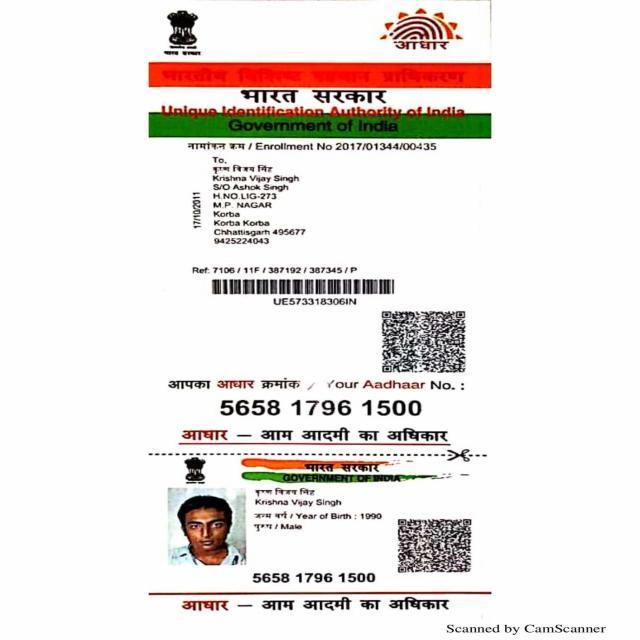 भारत सरकार
आधार
भारतीय विशिष्ट पहचान प्राधिकरण
भारत सरकार
Unique Identification Authority of India
Government of India
नामांकन क्रम / Enrollment No 2017/01344/00435
To,
कृष्ण विजय सिंह
Krishna Vijay Singh
S/O Ashok Singh
H.NO.LIG-273
M.P. NAGAR
Korba
Korba Korba
Chhattisgarh 495677
9425224043
17/10/2011
Ref: 7106 / 11F / 387192 / 387345 / P
UE573318306IN
आपका आधार क्रमांक / Your Aadhaar No. :
5658 1796 1500
आधार — आम आदमी का अधिकार
भारत सरकार
GOVERNMENT OF INDIA
कृष्ण विजय सिंह
Krishna Vijay Singh
जन्म वर्ष / Year of Birth : 1990
पुरुष / Male
5658 1796 1500
आधार — आम आदमी का अधिकार
Scanned by CamScanner